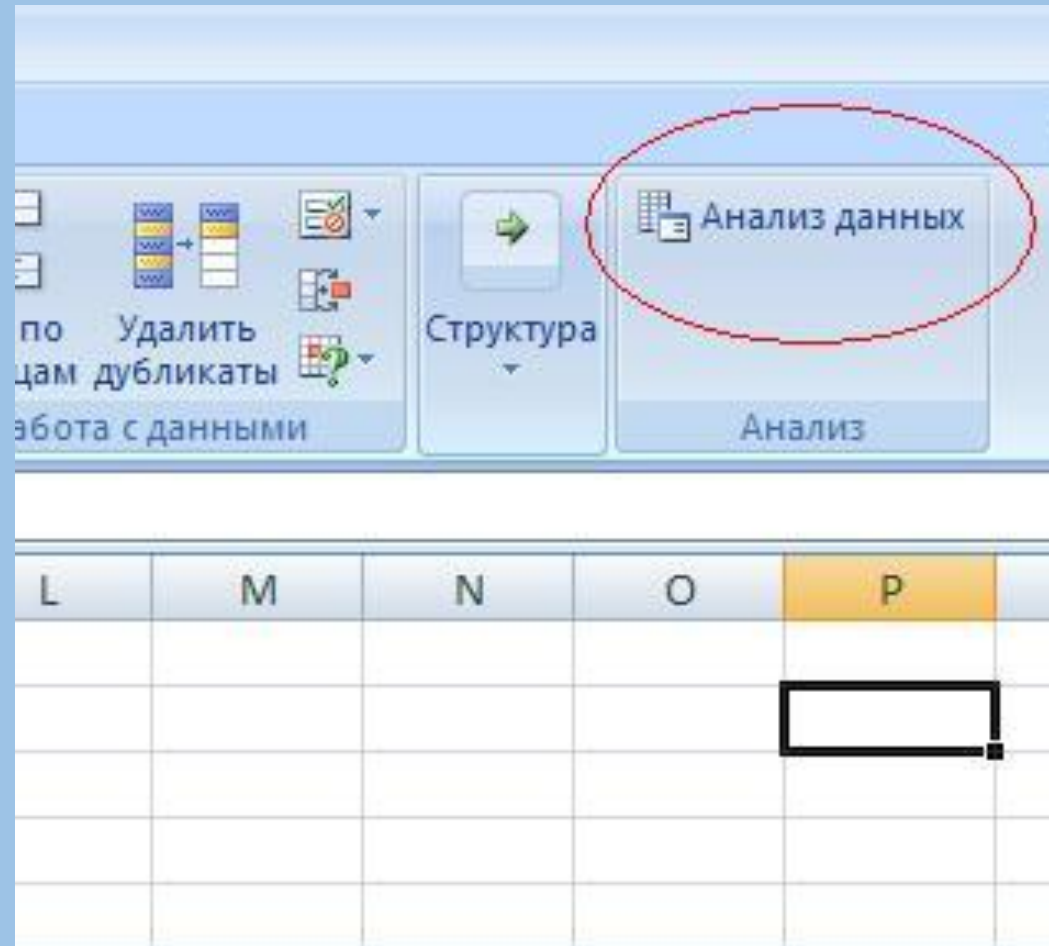 Анализ данных
по Удалить
цам дубликаты
Структура
абота с данными
Анализ
L M N O P